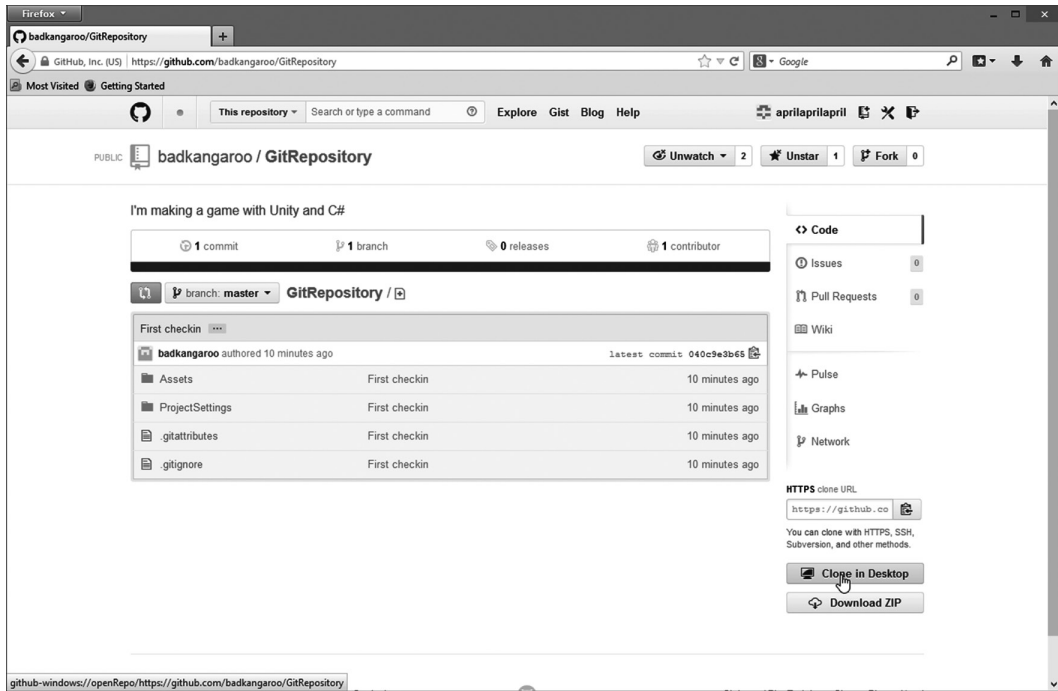 Firefox
badkangaroo/GitRepository
GitHub, Inc. (US) https://github.com/badkangaroo/GitRepository
Google
Most Visited Getting Started
This repository Search or type a command Explore Gist Blog Help aprilaprilapril
PUBLIC badkangaroo / GitRepository Unwatch 2 Unstar 1 Fork 0
I'm making a game with Unity and C#
1 commit 1 branch 0 releases 1 contributor
branch: master GitRepository /
First checkin ...
badkangaroo authored 10 minutes ago latest commit 040c9e3b65
Assets First checkin 10 minutes ago
ProjectSettings First checkin 10 minutes ago
.gitattributes First checkin 10 minutes ago
.gitignore First checkin 10 minutes ago
Code
Issues 0
Pull Requests 0
Wiki
Pulse
Graphs
Network
HTTPS clone URL
https://github.co
You can clone with HTTPS, SSH,
Subversion, and other methods.
Clone in Desktop
Download ZIP
github-windows://openRepo/https://github.com/badkangaroo/GitRepository